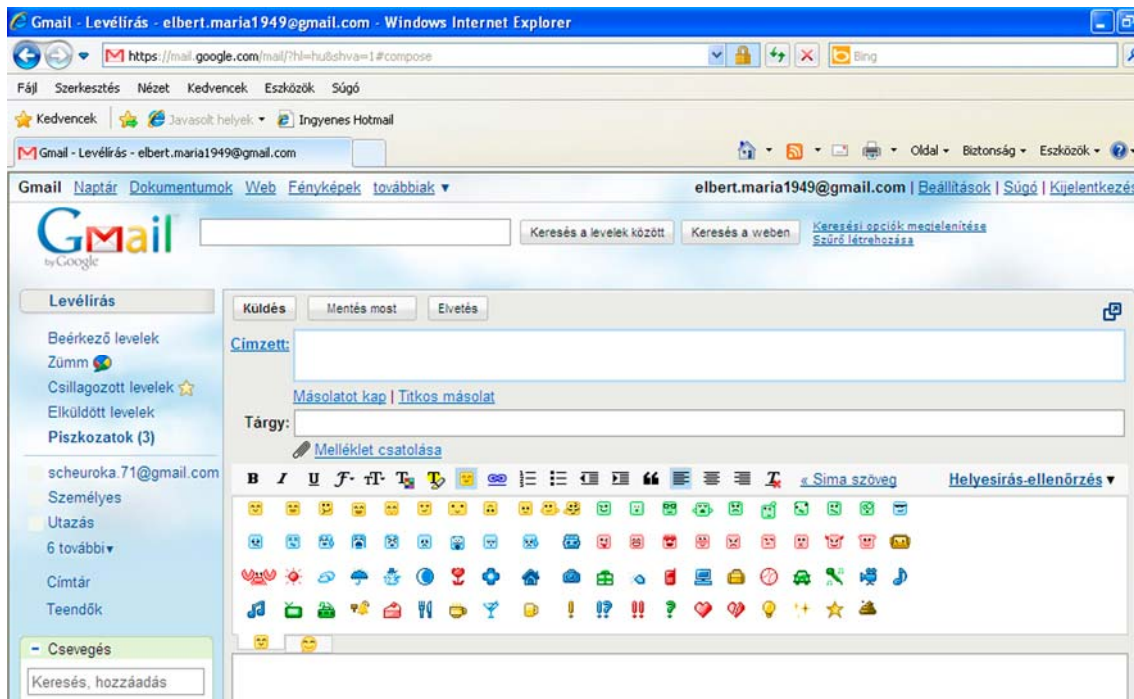 Gmail - Levélírás - elbert.maria1949@gmail.com - Windows Internet Explorer
https://mail.google.com/mail/?hl=hu&shva=1#compose
Bing
Fájl Szerkesztés Nézet Kedvencek Eszközök Súgó
Kedvencek Javasolt helyek Ingyenes Hotmail
Gmail - Levélírás - elbert.maria1949@gmail.com
Oldal Biztonság Eszközök
Gmail Naptár Dokumentumok Web Fényképek továbbiak ▼ elbert.maria1949@gmail.com | Beállítások | Súgó | Kijelentkezés
Gmail
by Google
Keresés a levelek között Keresés a weben Keresési opciók megjelenítése
Szűrő létrehozása
Levélírás
Küldés Mentés most Elvetés
Beérkező levelek
Zümm
Csillagozott levelek
Elküldött levelek
Piszkozatok (3)
scheuroka.71@gmail.com
Személyes
Utazás
6 további▼
Címtár
Teendők
Címzett:
Másolatot kap | Titkos másolat
Tárgy:
Melléklet csatolása
B I U « Sima szöveg Helyesírás-ellenőrzés ▼
- Csevegés
Keresés, hozzáadás